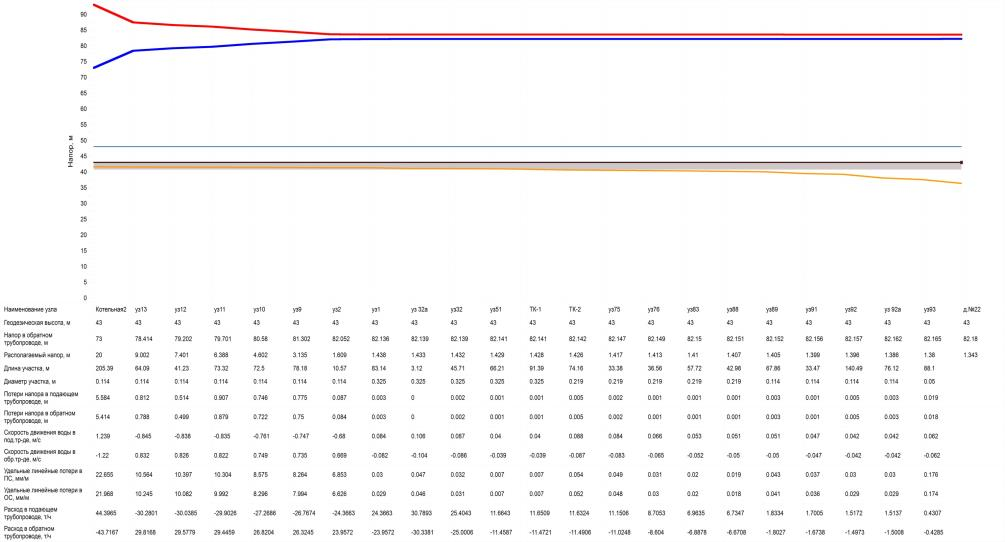 90
85
80
75
70
65
60
55
50
45
40
35
30
25
20
15
10
5
0
Напор, м
Наименование узла Котельная2 уз13 уз12 уз11 уз10 уз9 уз2 уз1 уз 32а уз32 уз51 ТК-1 ТК-2 уз75 уз76 уз83 уз88 уз89 уз91 уз92 уз 92а уз93 д.№22
Геодезическая высота, м 43 43 43 43 43 43 43 43 43 43 43 43 43 43 43 43 43 43 43 43 43 43 43
Напор в обратном
трубопроводе, м 73 78.414 79.202 79.701 80.58 81.302 82.052 82.136 82.139 82.139 82.141 82.141 82.142 82.147 82.149 82.15 82.151 82.152 82.156 82.157 82.162 82.165 82.18
Располагаемый напор, м 20 9.002 7.401 6.388 4.602 3.135 1.609 1.438 1.433 1.432 1.429 1.428 1.426 1.417 1.413 1.41 1.407 1.405 1.399 1.396 1.386 1.38 1.343
Длина участка, м 205.39 64.09 41.23 73.32 72.5 78.18 10.57 83.14 3.12 45.71 66.21 91.39 74.16 33.38 36.56 57.72 42.98 67.86 33.47 140.49 76.12 88.1
Диаметр участка, м 0.114 0.114 0.114 0.114 0.114 0.114 0.114 0.325 0.325 0.325 0.325 0.325 0.219 0.219 0.219 0.219 0.219 0.114 0.114 0.114 0.114 0.05
Потери напора в подающем
трубопроводе, м 5.584 0.812 0.514 0.907 0.746 0.775 0.087 0.003 0 0.002 0.001 0.001 0.005 0.002 0.001 0.001 0.001 0.003 0.001 0.005 0.003 0.019
Потери напора в обратном
трубопроводе, м 5.414 0.788 0.499 0.879 0.722 0.75 0.084 0.003 0 0.002 0.001 0.001 0.005 0.002 0.001 0.001 0.001 0.003 0.001 0.005 0.003 0.018
Скорость движения воды в
под.тр-де, м/с 1.239 -0.845 -0.838 -0.835 -0.761 -0.747 -0.68 0.084 0.106 0.087 0.04 0.04 0.088 0.084 0.066 0.053 0.051 0.051 0.047 0.042 0.042 0.062
Скорость движения воды в
обр.тр-де, м/с -1.22 0.832 0.826 0.822 0.749 0.735 0.669 -0.082 -0.104 -0.086 -0.039 -0.039 -0.087 -0.083 -0.065 -0.052 -0.05 -0.05 -0.047 -0.042 -0.042 -0.062
Удельные линейные потери в
ПС, мм/м 22.655 10.564 10.397 10.304 8.575 8.264 6.853 0.03 0.047 0.032 0.007 0.007 0.054 0.049 0.031 0.02 0.019 0.043 0.037 0.03 0.03 0.176
Удельные линейные потери в
ОС, мм/м 21.968 10.245 10.082 9.992 8.296 7.994 6.626 0.029 0.046 0.031 0.007 0.007 0.052 0.048 0.03 0.02 0.018 0.041 0.036 0.029 0.029 0.174
Расход в подающем
трубопроводе, т/ч 44.3965 -30.2801 -30.0385 -29.9026 -27.2686 -26.7674 -24.3663 24.3663 30.7893 25.4043 11.6643 11.6509 11.6324 11.1506 8.7053 6.9635 6.7347 1.8334 1.7005 1.5172 1.5137 0.4307
Расход в обратном
трубопроводе, т/ч -43.7167 29.8168 29.5779 29.4459 26.8204 26.3245 23.9572 -23.9572 -30.3381 -25.0006 -11.4587 -11.4721 -11.4906 -11.0248 -8.604 -6.8878 -6.6708 -1.8027 -1.6738 -1.4973 -1.5008 -0.4285